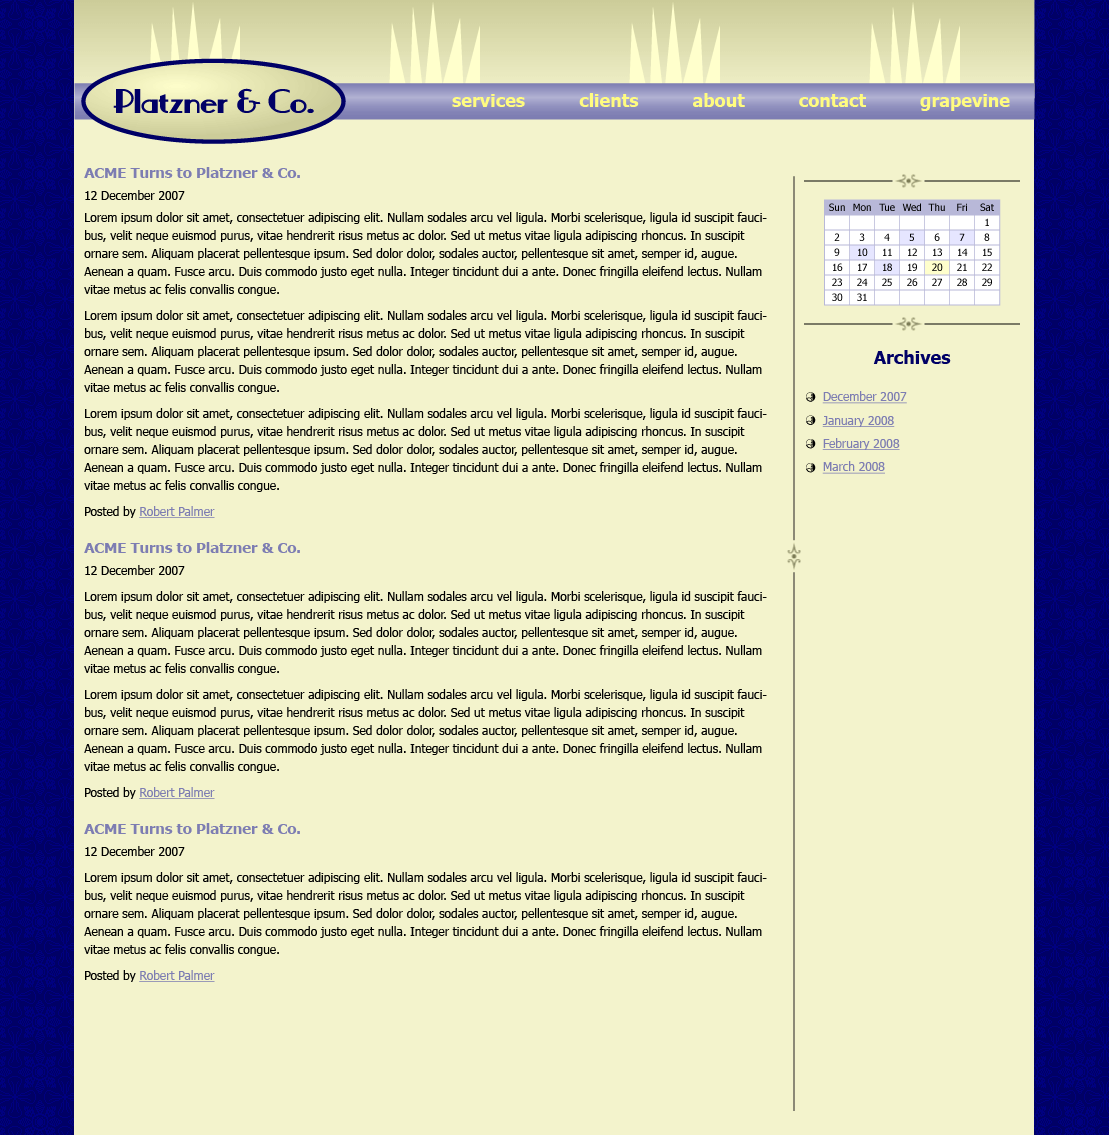 Platzner & Co.
services clients about contact grapevine
ACME Turns to Platzner & Co.
12 December 2007
Lorem ipsum dolor sit amet, consectetuer adipiscing elit. Nullam sodales arcu vel ligula. Morbi scelerisque, ligula id suscipit fauci-
bus, velit neque euismod purus, vitae hendrerit risus metus ac dolor. Sed ut metus vitae ligula adipiscing rhoncus. In suscipit
ornare sem. Aliquam placerat pellentesque ipsum. Sed dolor dolor, sodales auctor, pellentesque sit amet, semper id, augue.
Aenean a quam. Fusce arcu. Duis commodo justo eget nulla. Integer tincidunt dui a ante. Donec fringilla eleifend lectus. Nullam
vitae metus ac felis convallis congue.
Lorem ipsum dolor sit amet, consectetuer adipiscing elit. Nullam sodales arcu vel ligula. Morbi scelerisque, ligula id suscipit fauci-
bus, velit neque euismod purus, vitae hendrerit risus metus ac dolor. Sed ut metus vitae ligula adipiscing rhoncus. In suscipit
ornare sem. Aliquam placerat pellentesque ipsum. Sed dolor dolor, sodales auctor, pellentesque sit amet, semper id, augue.
Aenean a quam. Fusce arcu. Duis commodo justo eget nulla. Integer tincidunt dui a ante. Donec fringilla eleifend lectus. Nullam
vitae metus ac felis convallis congue.
Lorem ipsum dolor sit amet, consectetuer adipiscing elit. Nullam sodales arcu vel ligula. Morbi scelerisque, ligula id suscipit fauci-
bus, velit neque euismod purus, vitae hendrerit risus metus ac dolor. Sed ut metus vitae ligula adipiscing rhoncus. In suscipit
ornare sem. Aliquam placerat pellentesque ipsum. Sed dolor dolor, sodales auctor, pellentesque sit amet, semper id, augue.
Aenean a quam. Fusce arcu. Duis commodo justo eget nulla. Integer tincidunt dui a ante. Donec fringilla eleifend lectus. Nullam
vitae metus ac felis convallis congue.
Posted by Robert Palmer
ACME Turns to Platzner & Co.
12 December 2007
Lorem ipsum dolor sit amet, consectetuer adipiscing elit. Nullam sodales arcu vel ligula. Morbi scelerisque, ligula id suscipit fauci-
bus, velit neque euismod purus, vitae hendrerit risus metus ac dolor. Sed ut metus vitae ligula adipiscing rhoncus. In suscipit
ornare sem. Aliquam placerat pellentesque ipsum. Sed dolor dolor, sodales auctor, pellentesque sit amet, semper id, augue.
Aenean a quam. Fusce arcu. Duis commodo justo eget nulla. Integer tincidunt dui a ante. Donec fringilla eleifend lectus. Nullam
vitae metus ac felis convallis congue.
Lorem ipsum dolor sit amet, consectetuer adipiscing elit. Nullam sodales arcu vel ligula. Morbi scelerisque, ligula id suscipit fauci-
bus, velit neque euismod purus, vitae hendrerit risus metus ac dolor. Sed ut metus vitae ligula adipiscing rhoncus. In suscipit
ornare sem. Aliquam placerat pellentesque ipsum. Sed dolor dolor, sodales auctor, pellentesque sit amet, semper id, augue.
Aenean a quam. Fusce arcu. Duis commodo justo eget nulla. Integer tincidunt dui a ante. Donec fringilla eleifend lectus. Nullam
vitae metus ac felis convallis congue.
Posted by Robert Palmer
ACME Turns to Platzner & Co.
12 December 2007
Lorem ipsum dolor sit amet, consectetuer adipiscing elit. Nullam sodales arcu vel ligula. Morbi scelerisque, ligula id suscipit fauci-
bus, velit neque euismod purus, vitae hendrerit risus metus ac dolor. Sed ut metus vitae ligula adipiscing rhoncus. In suscipit
ornare sem. Aliquam placerat pellentesque ipsum. Sed dolor dolor, sodales auctor, pellentesque sit amet, semper id, augue.
Aenean a quam. Fusce arcu. Duis commodo justo eget nulla. Integer tincidunt dui a ante. Donec fringilla eleifend lectus. Nullam
vitae metus ac felis convallis congue.
Posted by Robert Palmer
Sun Mon Tue Wed Thu Fri Sat
1
2 3 4 5 6 7 8
9 10 11 12 13 14 15
16 17 18 19 20 21 22
23 24 25 26 27 28 29
30 31
Archives
December 2007
January 2008
February 2008
March 2008